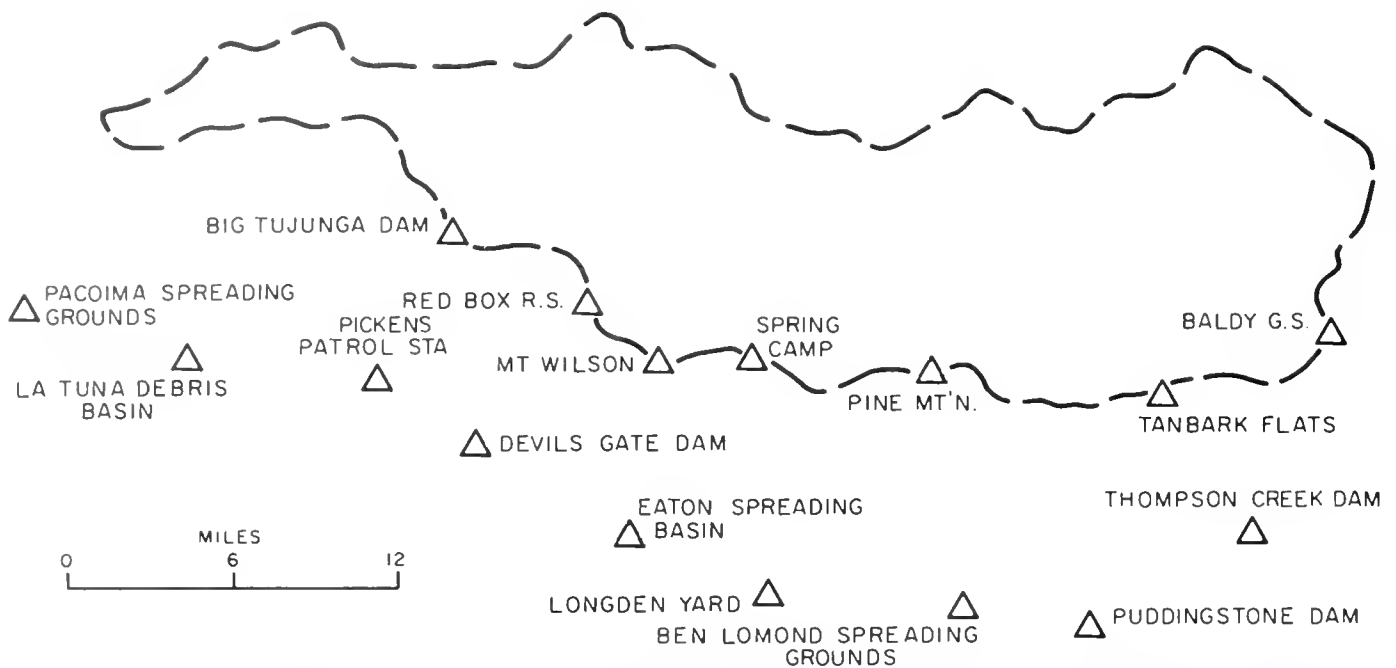 BIG TUJUNGA DAM
PACOIMA SPREADING
GROUNDS
RED BOX R.S.
PICKENS
PATROL STA
SPRING
CAMP
BALDY G.S.
MT WILSON
LA TUNA DEBRIS
BASIN
PINE MT'N.
TANBARK FLATS
DEVILS GATE DAM
EATON SPREADING
BASIN
THOMPSON CREEK DAM
MILES
0 6 12
LONGDEN YARD
BEN LOMOND SPREADING
GROUNDS
PUDDINGSTONE DAM